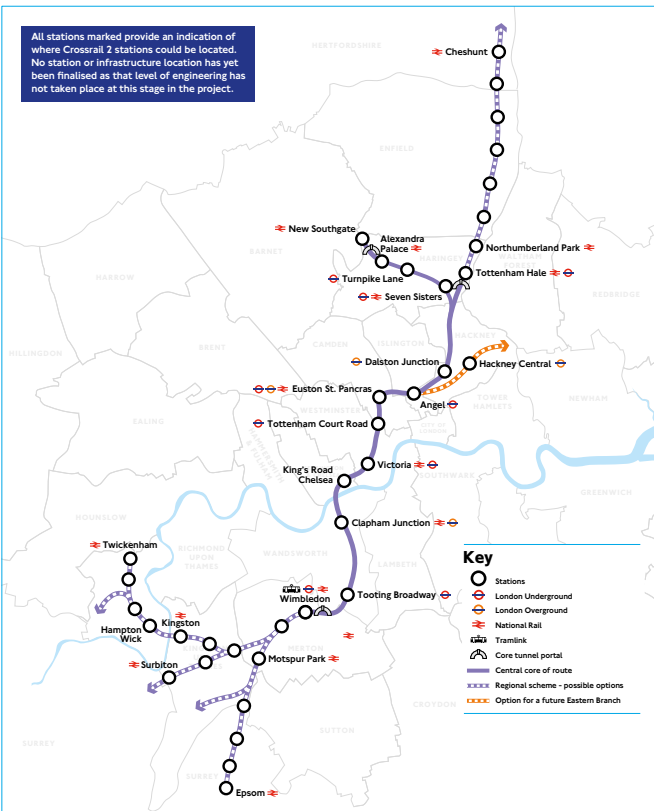 All stations marked provide an indication of
where Crossrail 2 stations could be located.
No station or infrastructure location has yet
been finalised as that level of engineering has
not taken place at this stage in the project.
HERTFORDSHIRE
Cheshunt
ENFIELD
New Southgate
Alexandra
Palace
BARNET
HARINGEY
Northumberland Park
WALTHAM
FOREST
HARROW
Turnpike Lane
Tottenham Hale
Seven Sisters
REDBRIDGE
HACKNEY
CAMDEN
ISLINGTON
BRENT
HILLINGDON
Dalston Junction
Hackney Central
Euston St. Pancras
NEWHAM
TOWER
HAMLETS
Angel
WESTMINSTER
EALING
Tottenham Court Road
CITY OF
LONDON
HAMMERSMITH
& FULHAM
King's Road
Chelsea
Victoria
SOUTHWARK
GREENWICH
HOUNSLOW
Clapham Junction
Twickenham
RICHMOND
UPON
THAMES
WANDSWORTH
LAMBETH
Key
Stations
London Underground
London Overground
National Rail
Tramlink
Core tunnel portal
Central core of route
Regional scheme - possible options
Option for a future Eastern Branch
Wimbledon
Tooting Broadway
Kingston
Hampton
Wick
MERTON
Surbiton
Motspur Park
CROYDON
SUTTON
SURREY
SURREY
Epsom